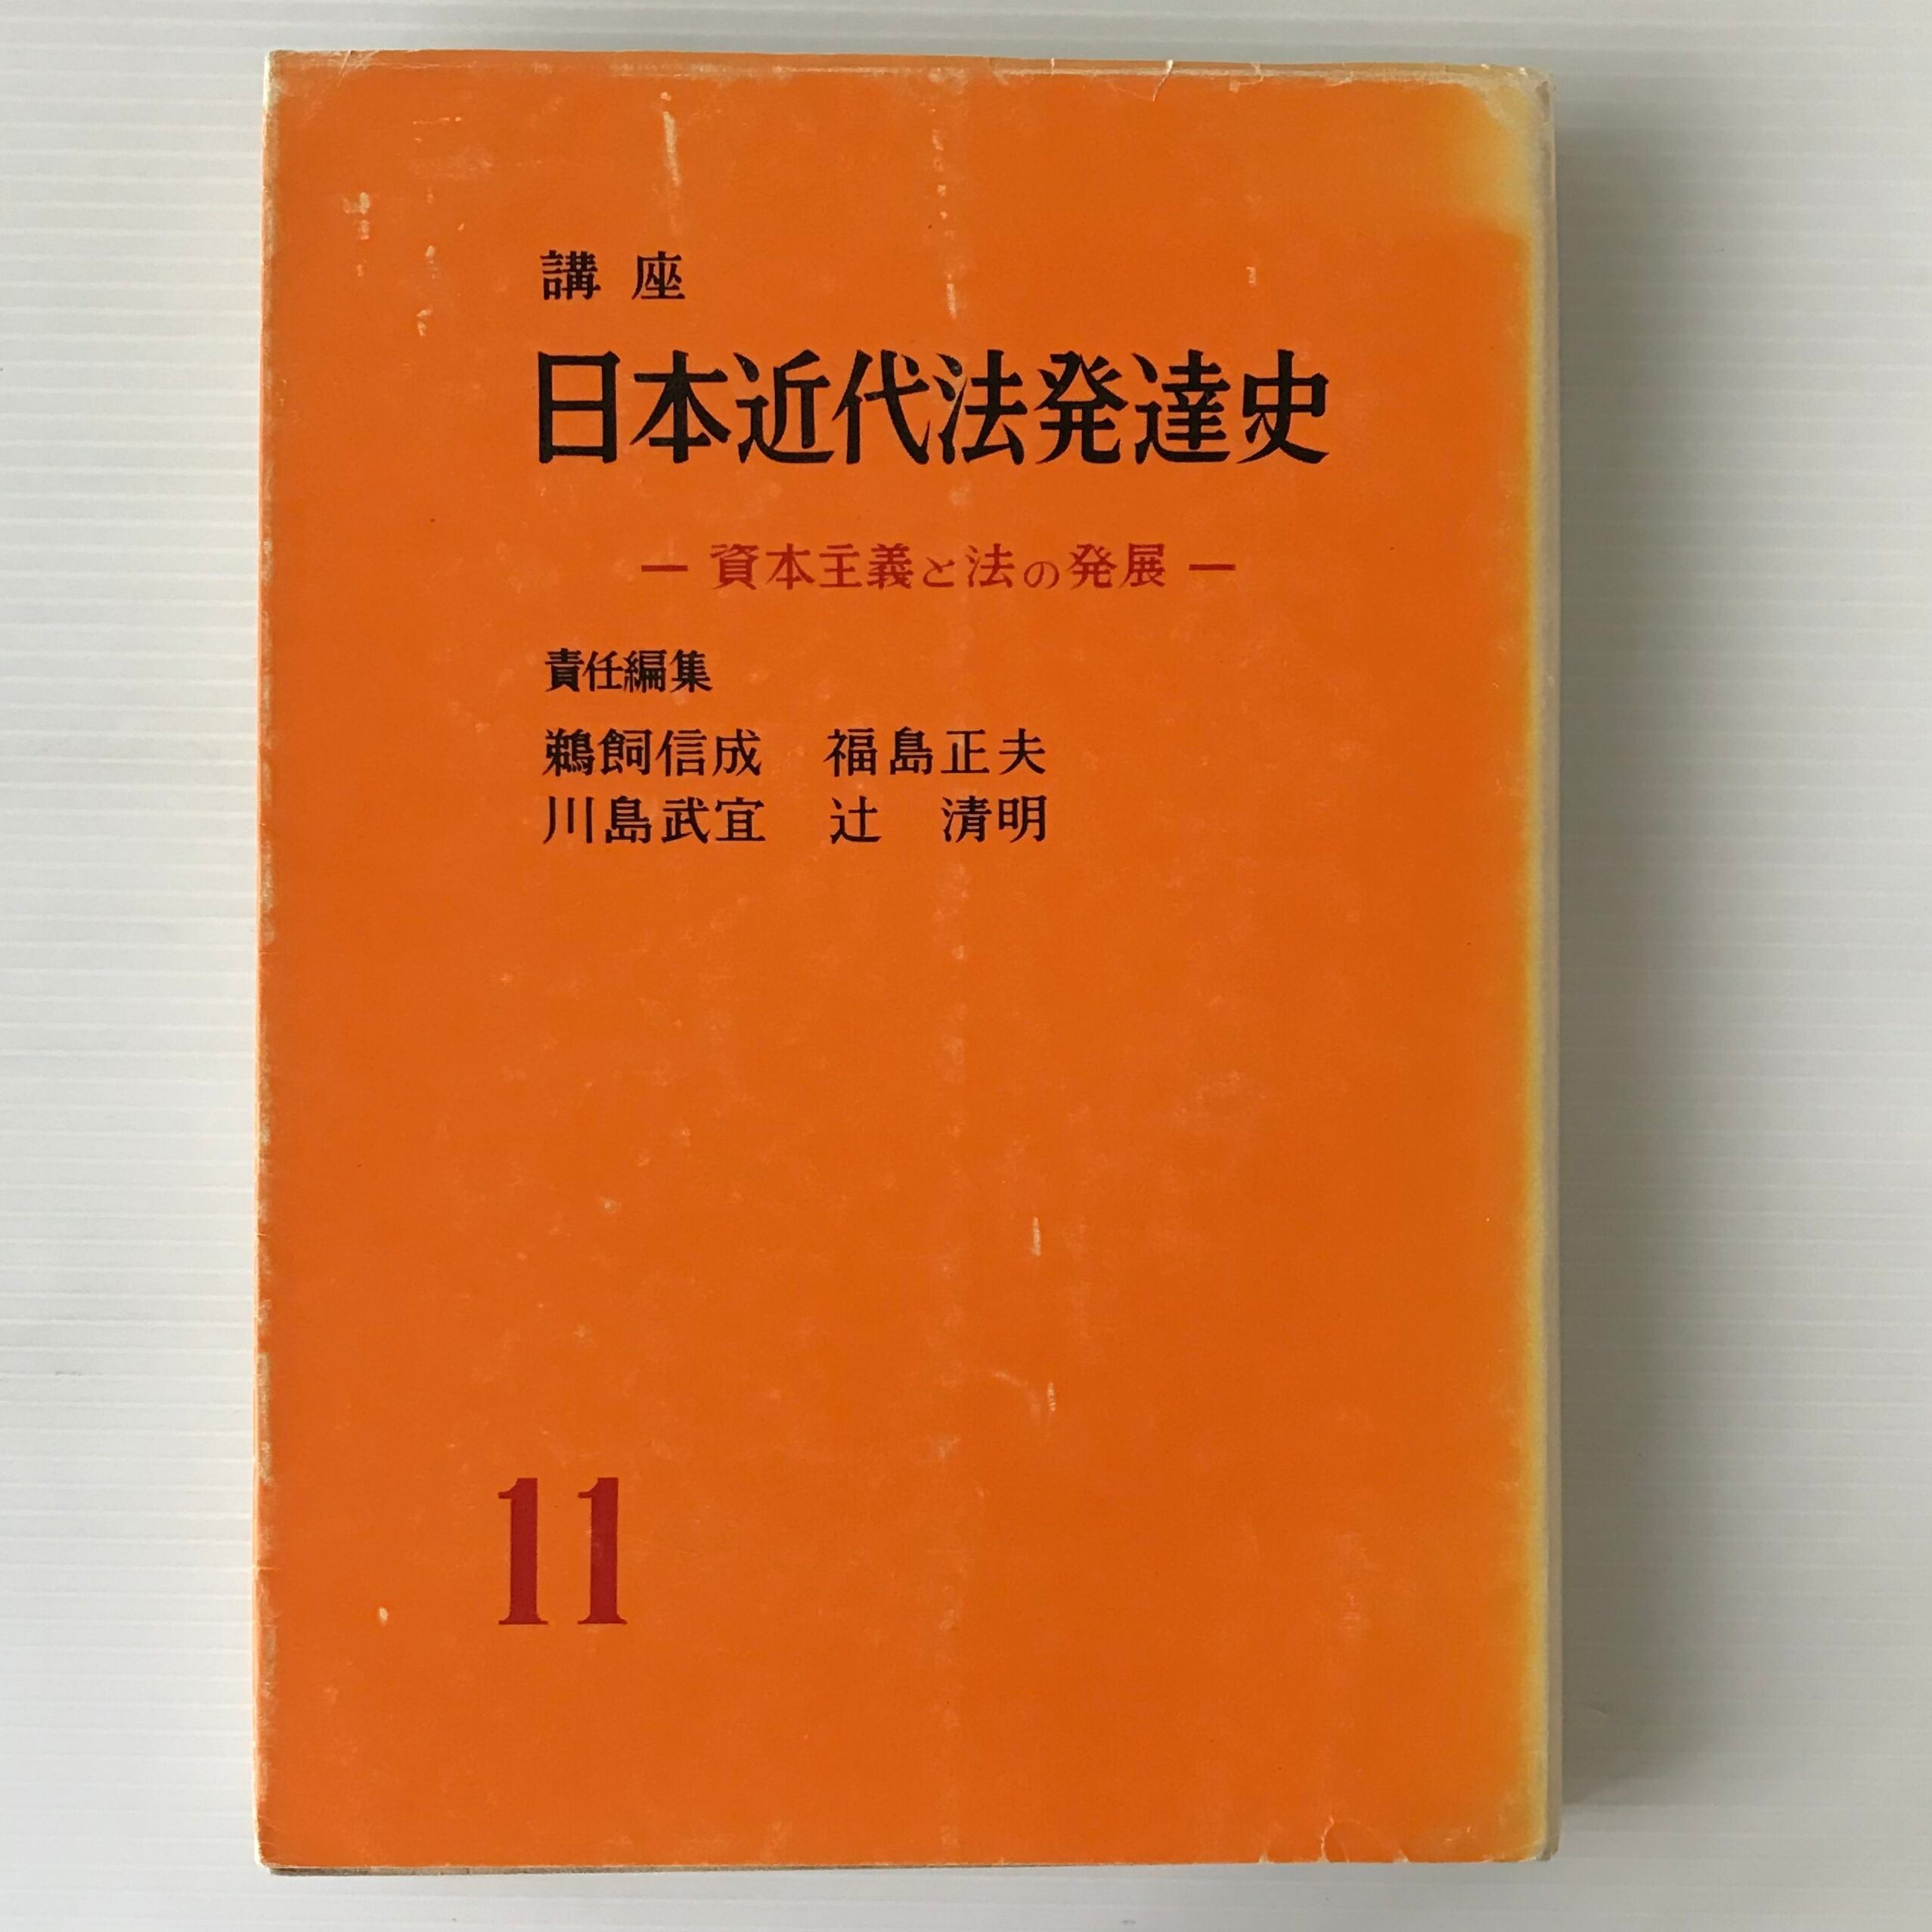 講座
日本近代法発達史
― 資本主義と法の発展 ―
責任編集
鵜飼信成　福島正夫
川島武宜　辻　清明
11